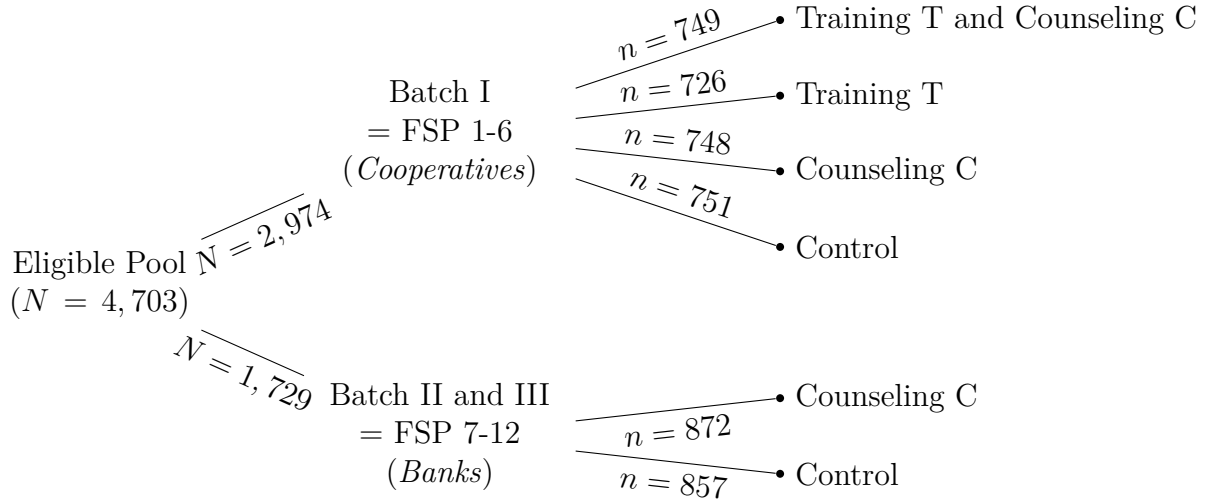 n = 749
Training T and Counseling C
Batch I
= FSP 1-6
(Cooperatives)
n = 726
Training T
n = 748
Counseling C
n = 751
Control
N = 2,974
Eligible Pool
(N = 4,703)
N = 1,729
Batch II and III
= FSP 7-12
(Banks)
Counseling C
n = 872
Control
n = 857